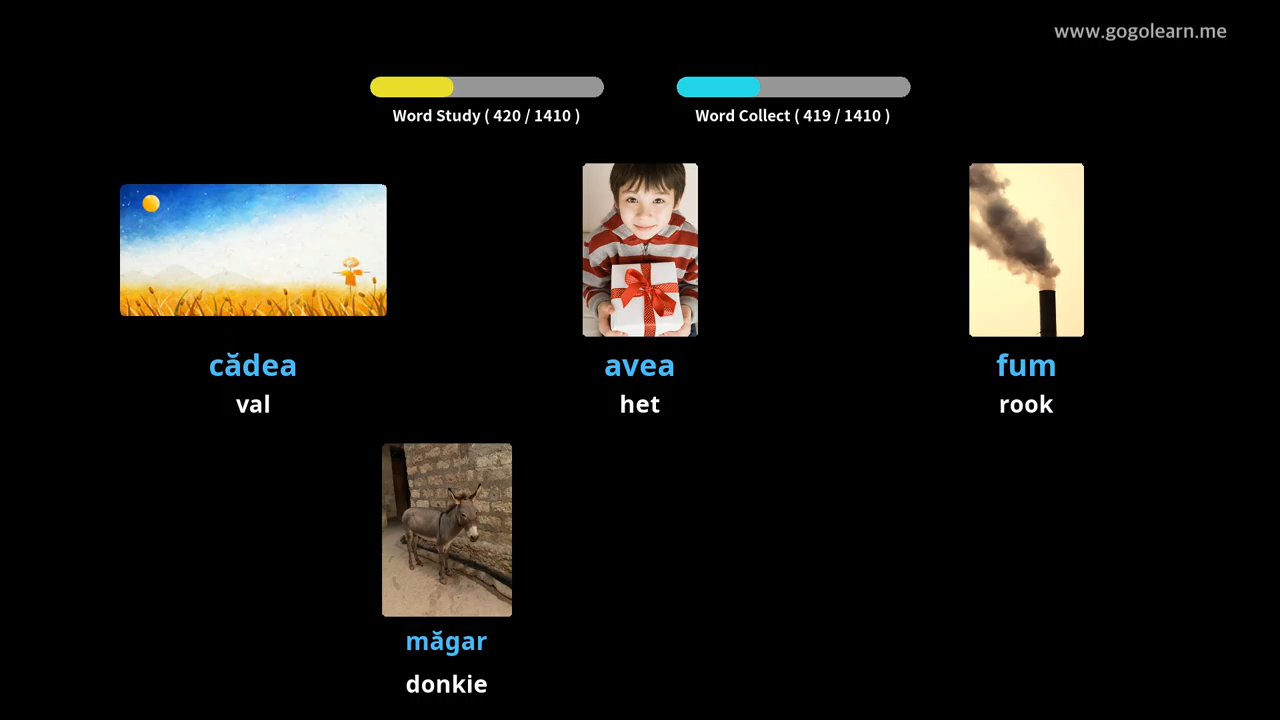 www.gogolearn.me
Word Study ( 420 / 1410 )
Word Collect ( 419 / 1410 )
cădea
val
avea
het
fum
rook
măgar
donkie